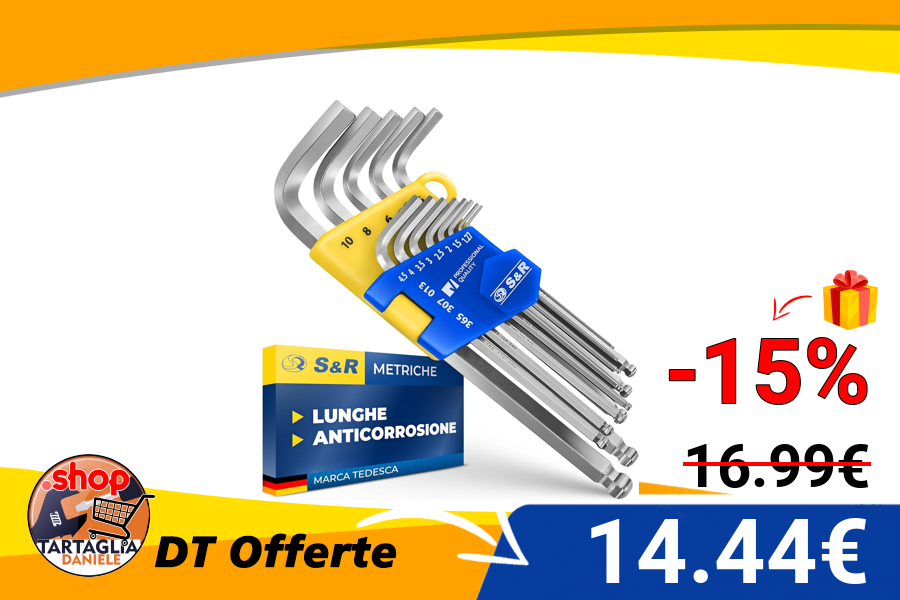 10 8 6
4,5 4 3,5 3 2,5 2 1,5 1,27
PROFESSIONAL
QUALITY
S&R
365 307 013
S&R METRICHE
LUNGHE
ANTICORROSIONE
MARCA TEDESCA
-15%
16.99€
14.44€
.shop
TARTAGLIA
DANIELE
DT Offerte